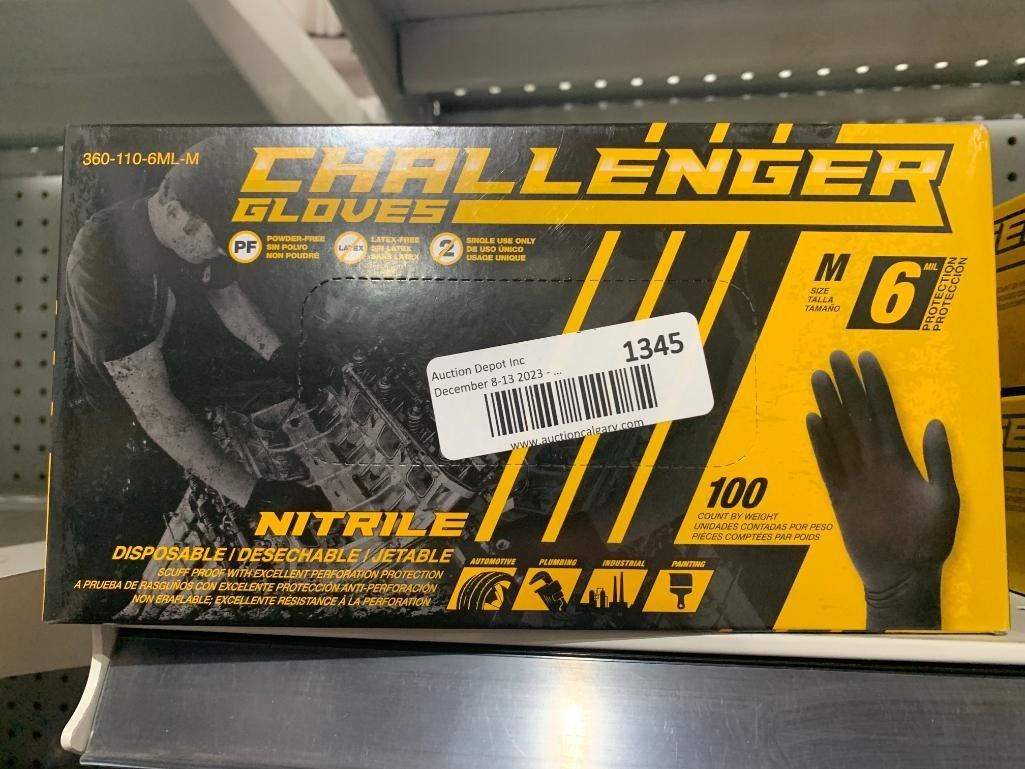 360-110-6ML-M
CHALLENGER
GLOVES
PF
POWDER-FREE
SIN POLVO
NON POUDRÉ
LATEX
LATEX-FREE
SIN LÁTEX
SANS LATEX
2
SINGLE USE ONLY
DE USO ÚNICO
USAGE UNIQUE
M
SIZE
TALLA
TAMAÑO
6
MIL
PROTECTION
PROTECCIÓN
Auction Depot Inc
1345
December 8-13 2023 - ...
www.auctioncalgary.com
100
COUNT BY WEIGHT
UNIDADES CONTADAS POR PESO
PIECES COMPTÉES PAR POIDS
NITRILE
DISPOSABLE / DESECHABLE / JETABLE
SCUFF PROOF WITH EXCELLENT PERFORATION PROTECTION
A PRUEBA DE RASGUÑOS CON EXCELENTE PROTECCIÓN ANTI-PERFORACIÓN
NON ÉRAFLABLE; EXCELLENTE RÉSISTANCE À LA PERFORATION
AUTOMOTIVE
PLUMBING
INDUSTRIAL
PAINTING